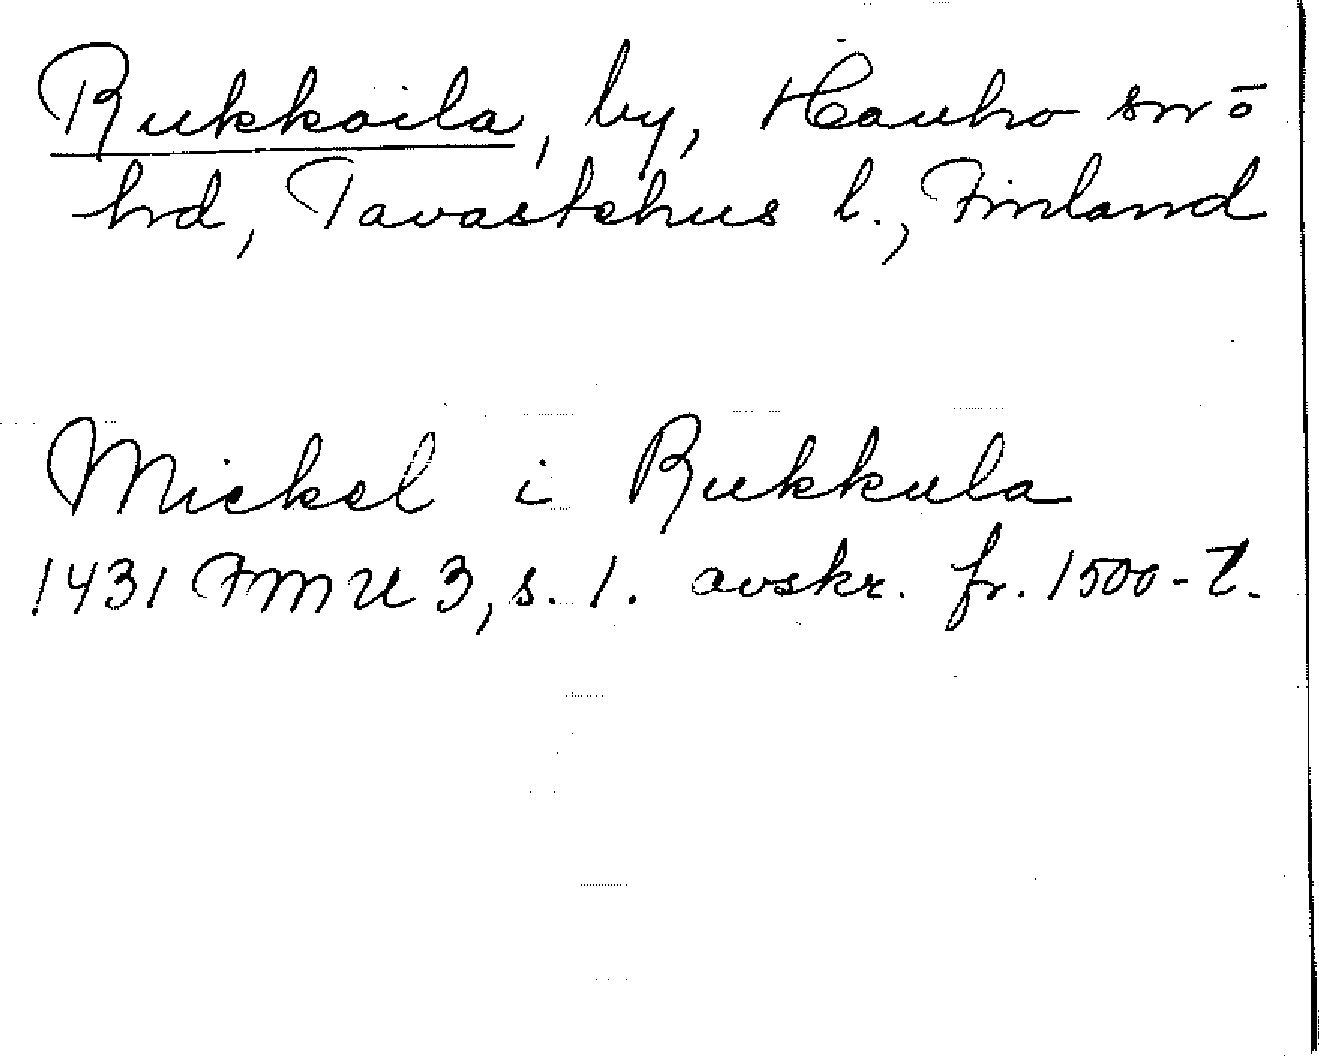 Rukkoila, by, Hauho sn o
hd, Tavastehus l., Finland
Mickel i Rukkula
1431 FMU 3, s. 1. avskr. fr. 1500-t.